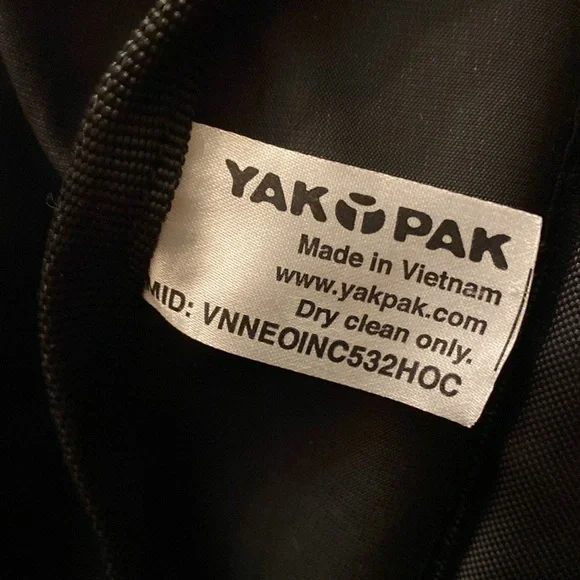 YAK PAK
Made in Vietnam
www.yakpak.com
Dry clean only.
MID: VNNEOINC532HOC